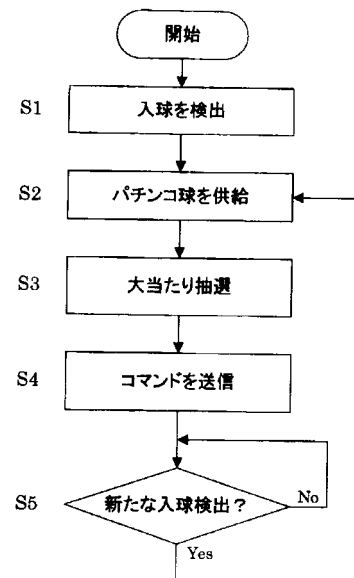 開始
S1 入球を検出
S2 パチンコ球を供給
S3 大当たり抽選
S4 コマンドを送信
S5 新たな入球検出？ No
Yes